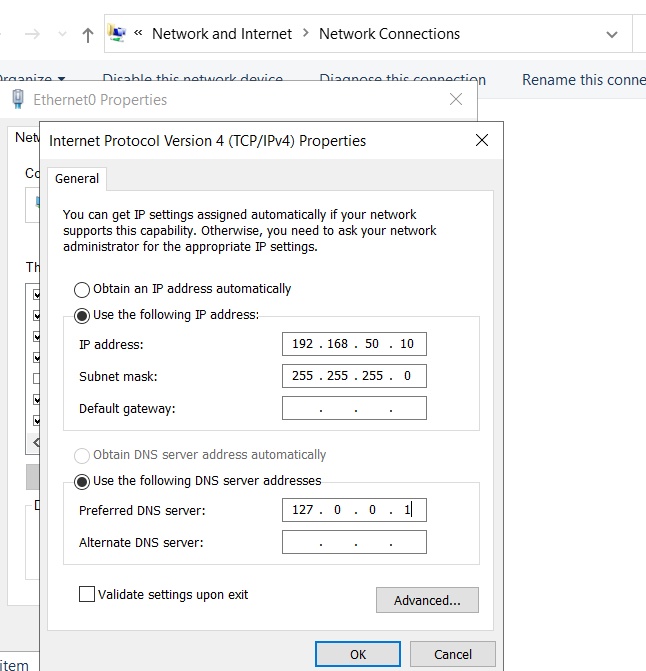 « Network and Internet > Network Connections
Organize Disable this network device Diagnose this connection Rename this conne
Ethernet0 Properties
Netw
Internet Protocol Version 4 (TCP/IPv4) Properties
General
Co
You can get IP settings assigned automatically if your network
supports this capability. Otherwise, you need to ask your network
administrator for the appropriate IP settings.
Th
Obtain an IP address automatically
Use the following IP address:
IP address: 192 . 168 . 50 . 10
Subnet mask: 255 . 255 . 255 . 0
Default gateway: . . .
Obtain DNS server address automatically
Use the following DNS server addresses
Preferred DNS server: 127 . 0 . 0 . 1
Alternate DNS server: . . .
Validate settings upon exit
Advanced...
OK Cancel
item